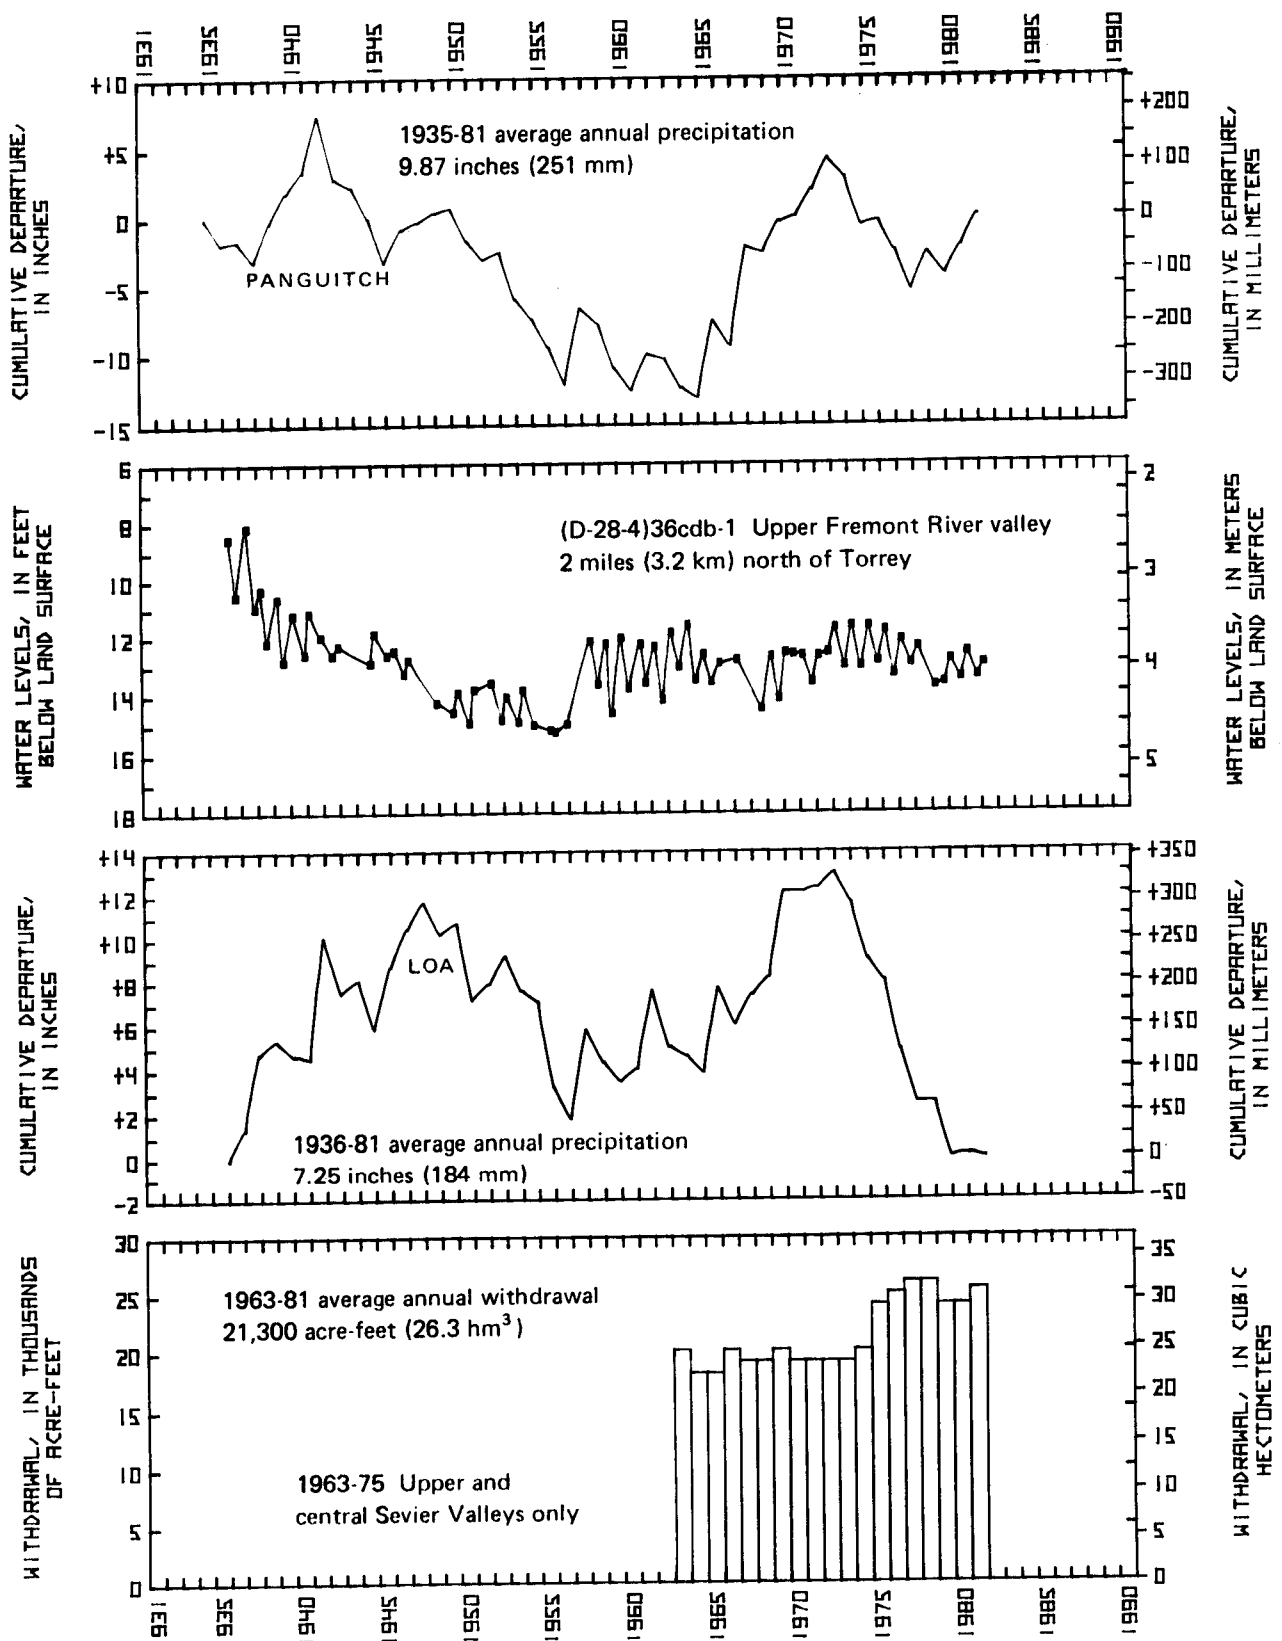 1931 1935 1940 1945 1950 1955 1960 1965 1970 1975 1980 1985 1990
CUMULATIVE DEPARTURE,
IN INCHES
+10
+5
0
-5
-10
-15
1935-81 average annual precipitation
9.87 inches (251 mm)
PANGUITCH
+200
+100
0
-100
-200
-300
CUMULATIVE DEPARTURE,
IN MILLIMETERS
WATER LEVELS, IN FEET
BELOW LAND SURFACE
6
8
10
12
14
16
18
(D-28-4)36cdb-1 Upper Fremont River valley
2 miles (3.2 km) north of Torrey
2
3
4
5
WATER LEVELS, IN METERS
BELOW LAND SURFACE
CUMULATIVE DEPARTURE,
IN INCHES
+14
+12
+10
+8
+6
+4
+2
0
-2
LOA
1936-81 average annual precipitation
7.25 inches (184 mm)
+350
+300
+250
+200
+150
+100
+50
0
-50
CUMULATIVE DEPARTURE,
IN MILLIMETERS
WITHDRAWAL, IN THOUSANDS
OF ACRE-FEET
30
25
20
15
10
5
0
1963-81 average annual withdrawal
21,300 acre-feet (26.3 hm³)
1963-75 Upper and
central Sevier Valleys only
35
30
25
20
15
10
5
0
WITHDRAWAL, IN CUBIC
HECTOMETERS
1931 1935 1940 1945 1950 1955 1960 1965 1970 1975 1980 1985 1990